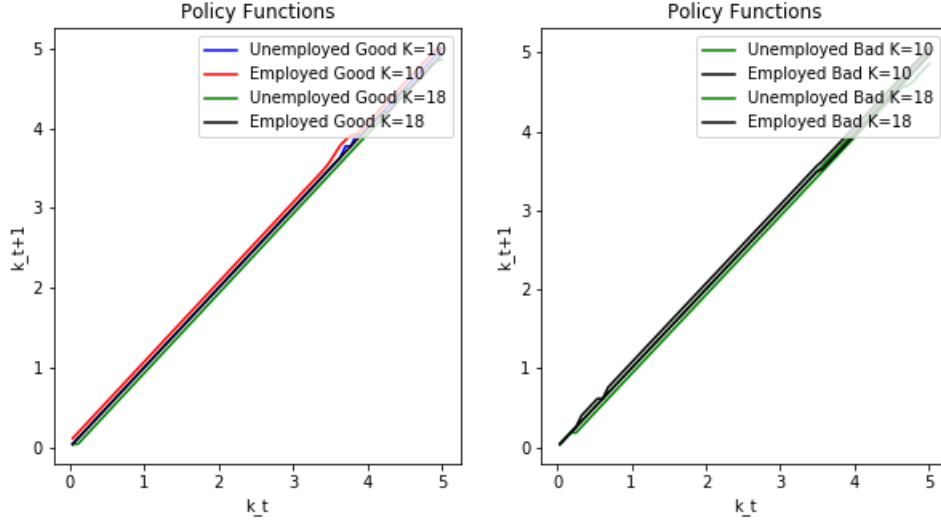 Policy Functions
5
4
3
2
1
0
k_t+1
Unemployed Good K=10
Employed Good K=10
Unemployed Good K=18
Employed Good K=18
0 1 2 3 4 5
k_t
Policy Functions
5
4
3
2
1
0
k_t+1
Unemployed Bad K=10
Employed Bad K=10
Unemployed Bad K=18
Employed Bad K=18
0 1 2 3 4 5
k_t